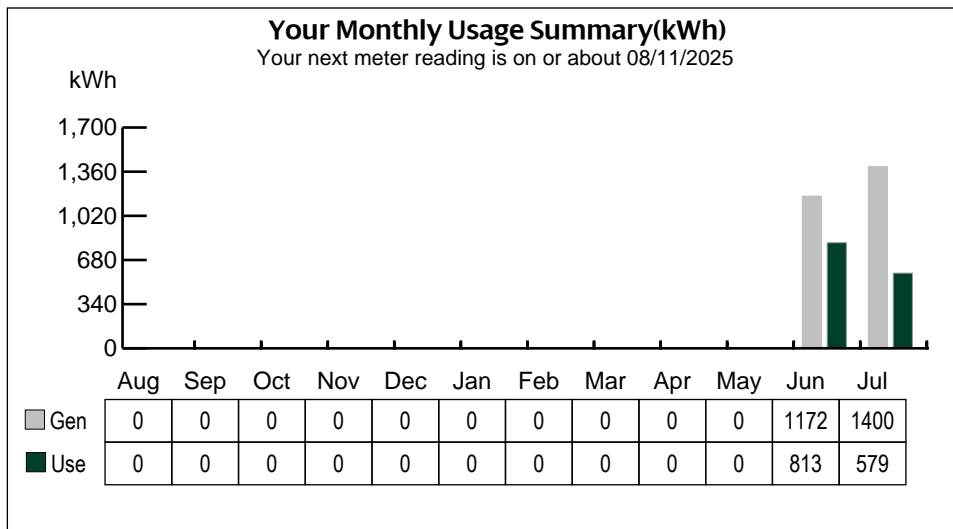 Your Monthly Usage Summary(kWh)
Your next meter reading is on or about 08/11/2025
kWh
1,700
1,360
1,020
680
340
0
Aug Sep Oct Nov Dec Jan Feb Mar Apr May Jun Jul
Gen 0 0 0 0 0 0 0 0 0 0 1172 1400
Use 0 0 0 0 0 0 0 0 0 0 813 579